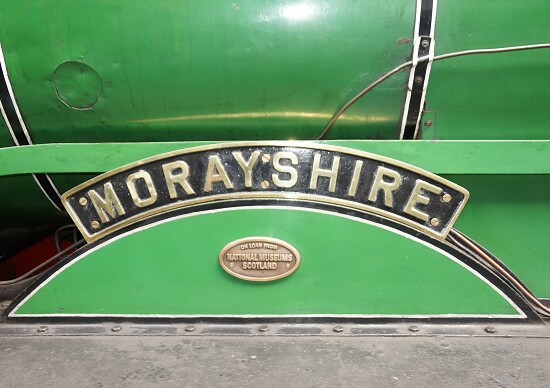 MORAYSHIRE
ON LOAN FROM
NATIONAL MUSEUMS
SCOTLAND